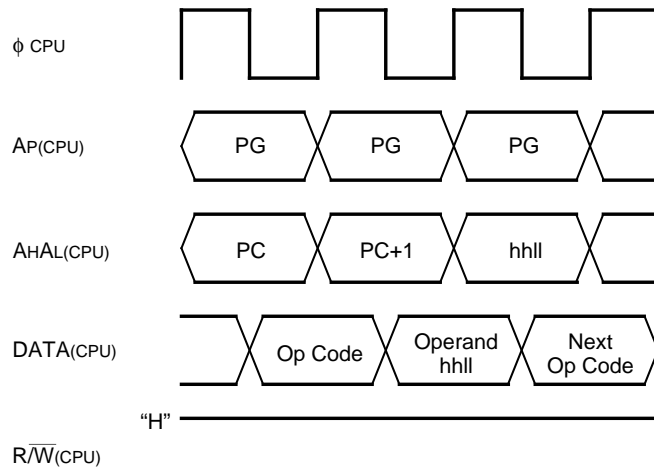 ϕ CPU
AP(CPU) PG PG PG
AHAL(CPU) PC PC+1 hhll
DATA(CPU) Op Code Operand hhll Next Op Code
“H”
R/W̅(CPU)